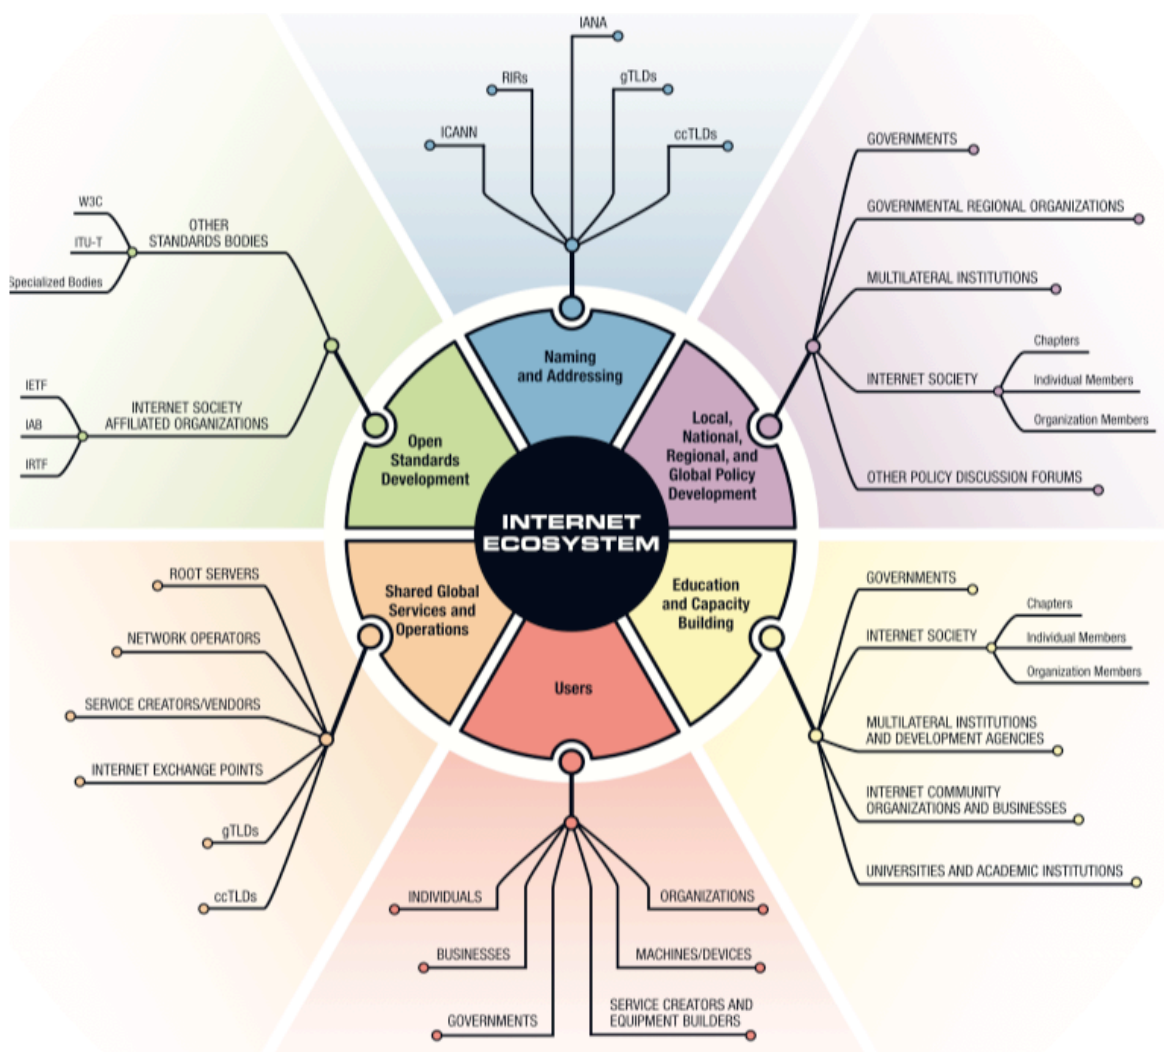 IANA
RIRs
gTLDs
ICANN
ccTLDs
W3C
ITU-T
Specialized Bodies
OTHER
STANDARDS BODIES
IETF
IAB
IRTF
INTERNET SOCIETY
AFFILIATED ORGANIZATIONS
GOVERNMENTS
GOVERNMENTAL REGIONAL ORGANIZATIONS
MULTILATERAL INSTITUTIONS
INTERNET SOCIETY
Chapters
Individual Members
Organization Members
OTHER POLICY DISCUSSION FORUMS
Naming
and Addressing
Open
Standards
Development
Local,
National,
Regional, and
Global Policy
Development
INTERNET
ECOSYSTEM
Shared Global
Services and
Operations
Education
and Capacity
Building
Users
ROOT SERVERS
NETWORK OPERATORS
SERVICE CREATORS/VENDORS
INTERNET EXCHANGE POINTS
gTLDs
ccTLDs
GOVERNMENTS
INTERNET SOCIETY
Chapters
Individual Members
Organization Members
MULTILATERAL INSTITUTIONS
AND DEVELOPMENT AGENCIES
INTERNET COMMUNITY
ORGANIZATIONS AND BUSINESSES
UNIVERSITIES AND ACADEMIC INSTITUTIONS
INDIVIDUALS
BUSINESSES
GOVERNMENTS
ORGANIZATIONS
MACHINES/DEVICES
SERVICE CREATORS AND
EQUIPMENT BUILDERS